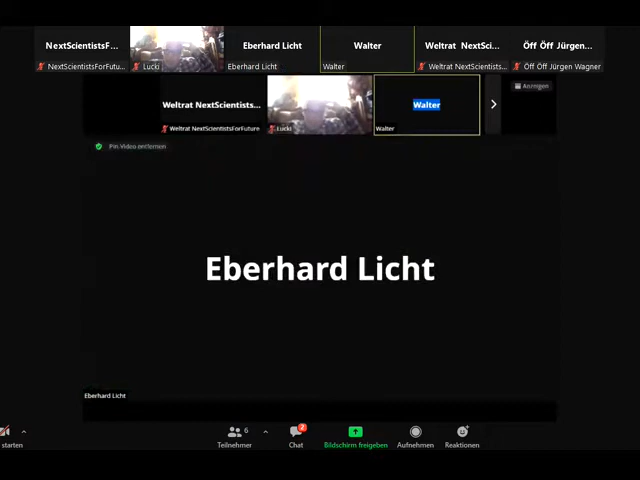 NextScientistsF...
Eberhard Licht
Walter
Weltrat NextSci...
Öff Öff Jürgen...
NextScientistsForFutu...
Lucki
Eberhard Licht
Walter
Weltrat NextScientists...
Öff Öff Jürgen Wagner
Weltrat NextScientists...
Walter
Anzeigen
Weltrat NextScientistsForFuture
Lucki
Walter
Pin Video entfernen
Eberhard Licht
Eberhard Licht
6
2
starten
Teilnehmer
Chat
Bildschirm freigeben
Aufnehmen
Reaktionen